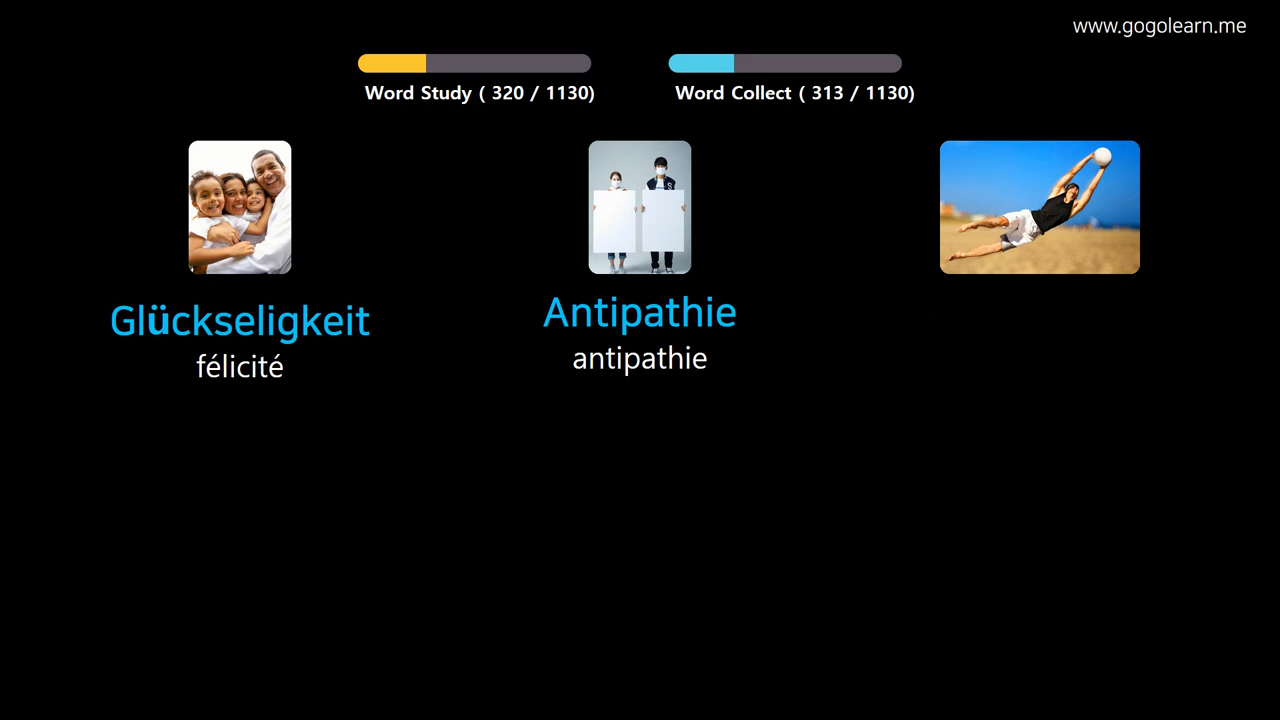 www.gogolearn.me
Word Study ( 320 / 1130)
Word Collect ( 313 / 1130)
Glückseligkeit
félicité
Antipathie
antipathie